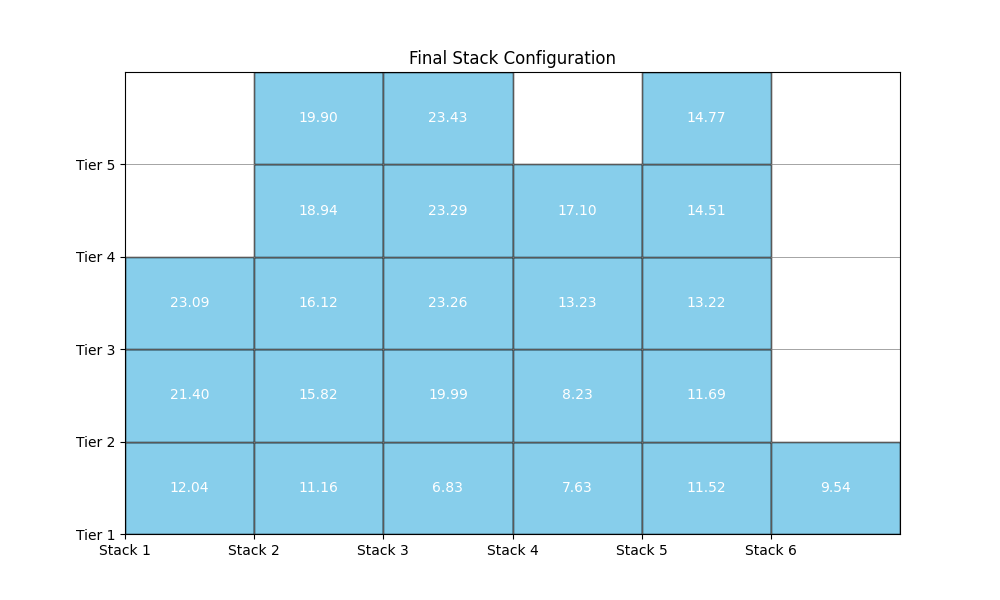 Final Stack Configuration
19.90 23.43 14.77
Tier 5
18.94 23.29 17.10 14.51
Tier 4
23.09 16.12 23.26 13.23 13.22
Tier 3
21.40 15.82 19.99 8.23 11.69
Tier 2
12.04 11.16 6.83 7.63 11.52 9.54
Tier 1
Stack 1 Stack 2 Stack 3 Stack 4 Stack 5 Stack 6